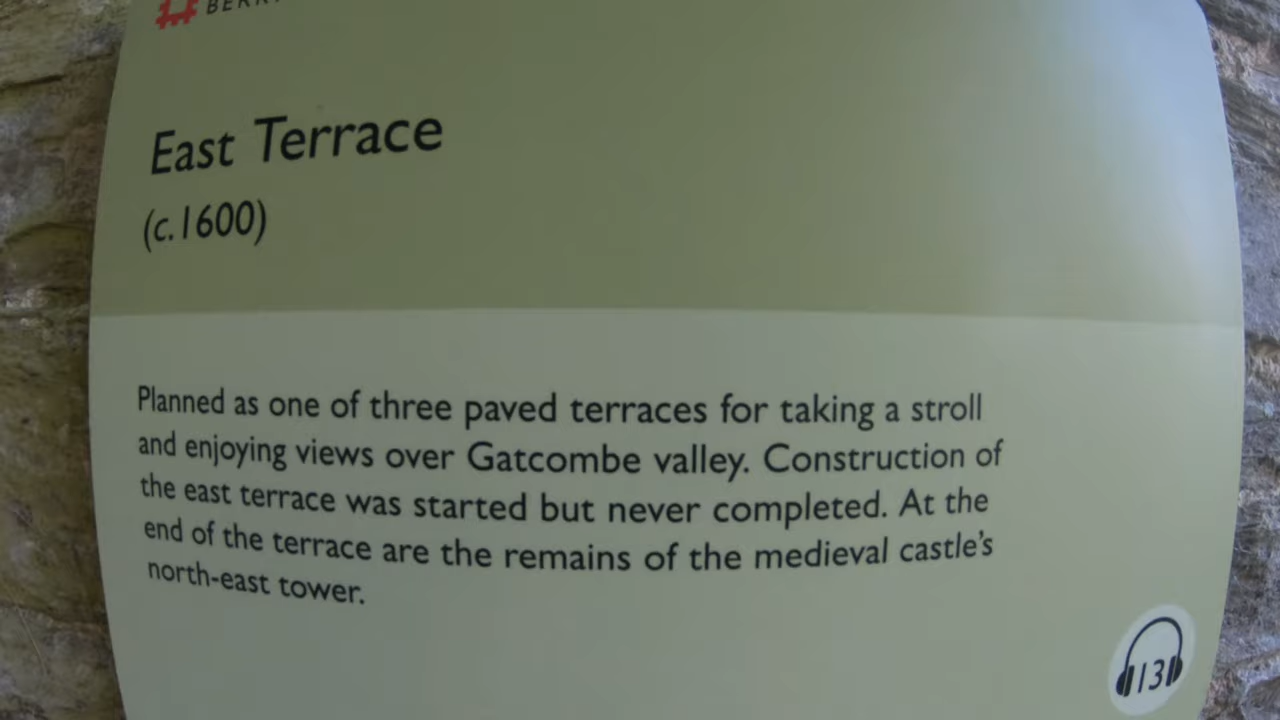 East Terrace
(c.1600)
Planned as one of three paved terraces for taking a stroll
and enjoying views over Gatcombe valley. Construction of
the east terrace was started but never completed. At the
end of the terrace are the remains of the medieval castle's
north-east tower.
13